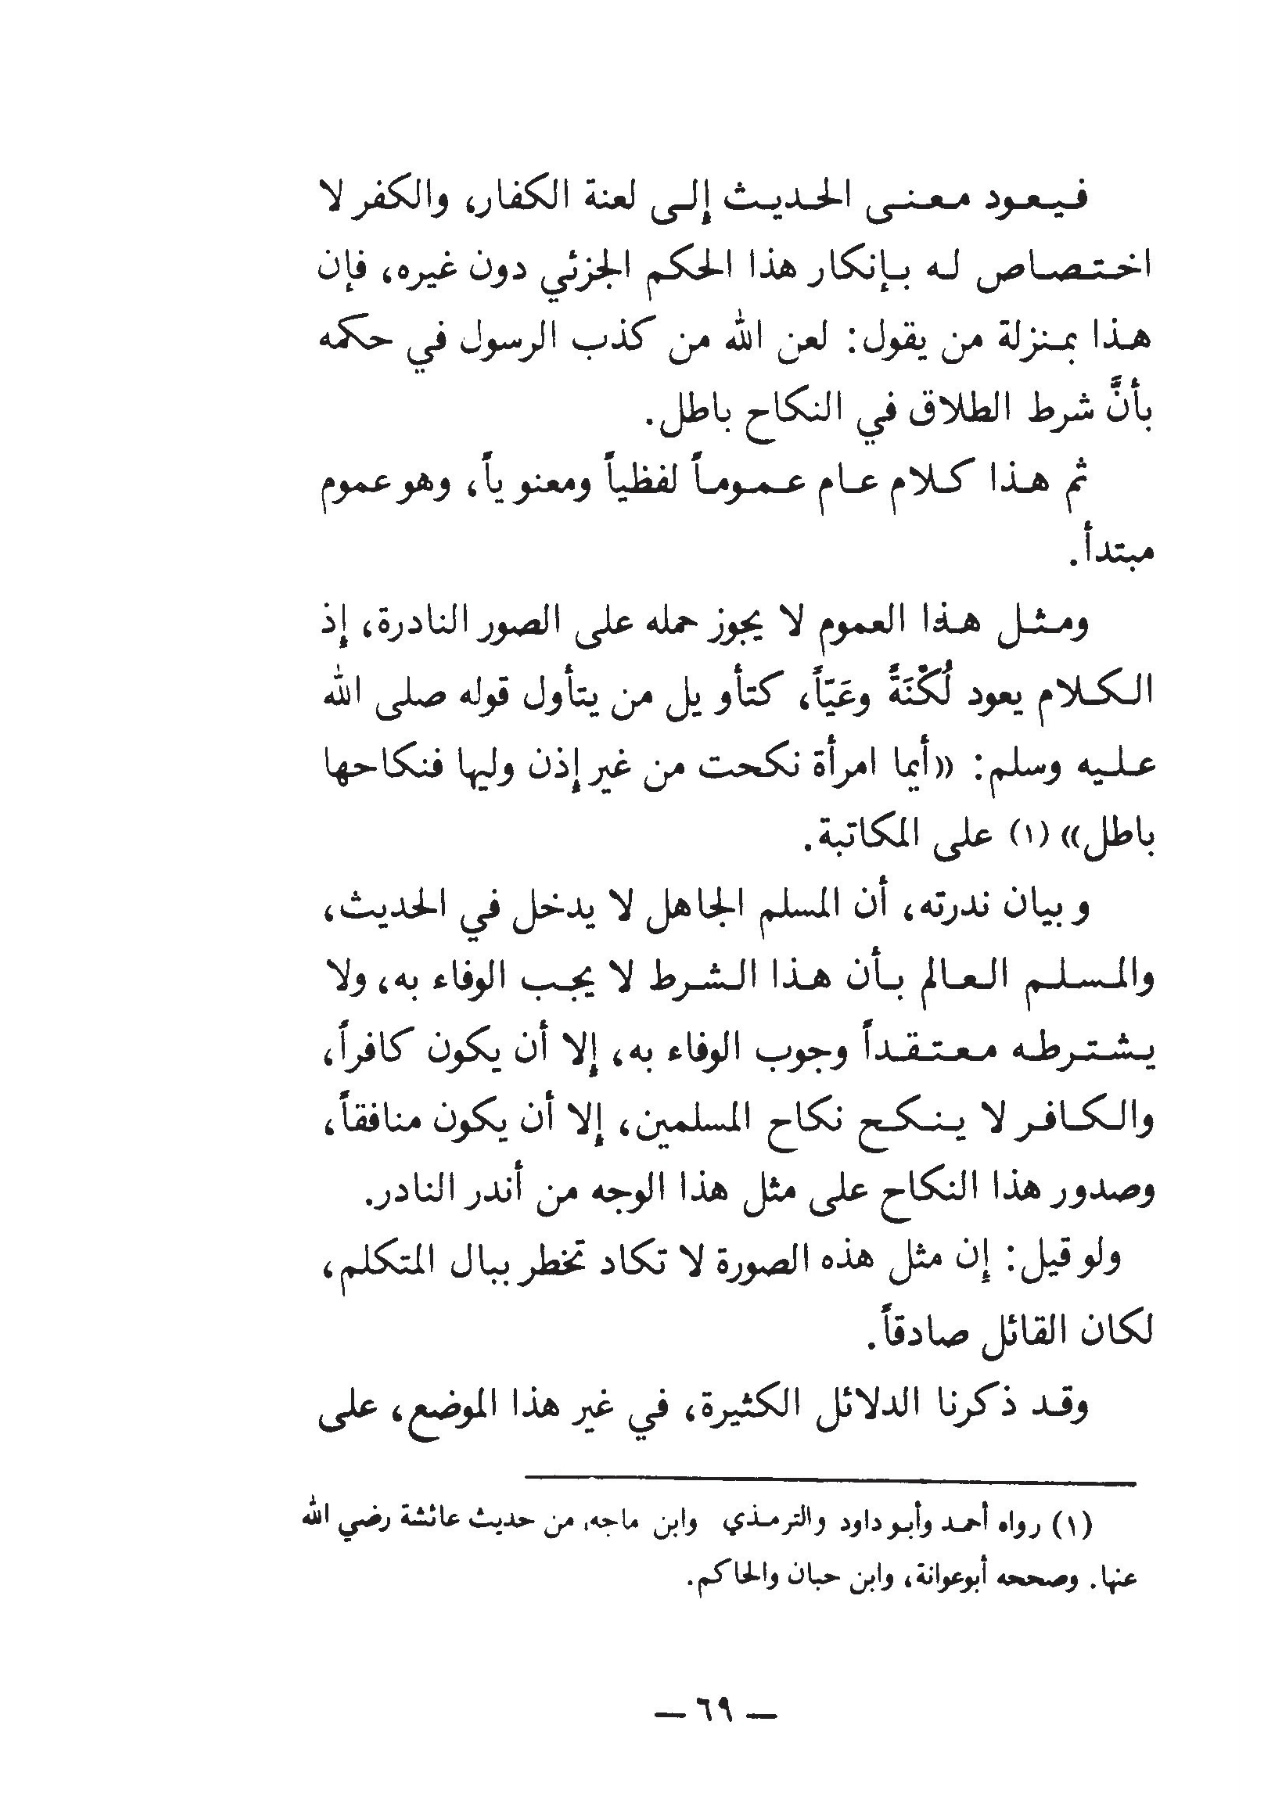 فيعود معنى الحديث إلى لعنة الكفار، والكفر لا
اختصاص له بإنكار هذا الحكم الجزئي دون غيره، فإن
هذا بمنزلة من يقول: لعن الله من كذب الرسول في حكمه
بأنَّ شرط الطلاق في النكاح باطل.
ثم هذا كلام عام عموماً لفظياً ومعنوياً، وهو عموم
مبتدأ.
ومثل هذا العموم لا يجوز حمله على الصور النادرة، إذ
الكلام يعود لُكْنَةً وعَيّاً، كتأويل من يتأول قوله صلى الله
عليه وسلم: «أيما امرأة نكحت من غير إذن وليها فنكاحها
باطل» (١) على المكاتبة.
وبيان ندرته، أن المسلم الجاهل لا يدخل في الحديث،
والمسلم العالم بأن هذا الشرط لا يجب الوفاء به، ولا
يشترطه معتقداً وجوب الوفاء به، إلا أن يكون كافراً،
والكافر لا ينكح نكاح المسلمين، إلا أن يكون منافقاً،
وصدور هذا النكاح على مثل هذا الوجه من أندر النادر.
ولو قيل: إن مثل هذه الصورة لا تكاد تخطر ببال المتكلم،
لكان القائل صادقاً.
وقد ذكرنا الدلائل الكثيرة، في غير هذا الموضع، على
(١) رواه أحمد وأبو داود والترمذي وابن ماجه، من حديث عائشة رضي الله
عنها. وصححه أبوعوانة، وابن حبان والحاكم.
— ٦٩ —